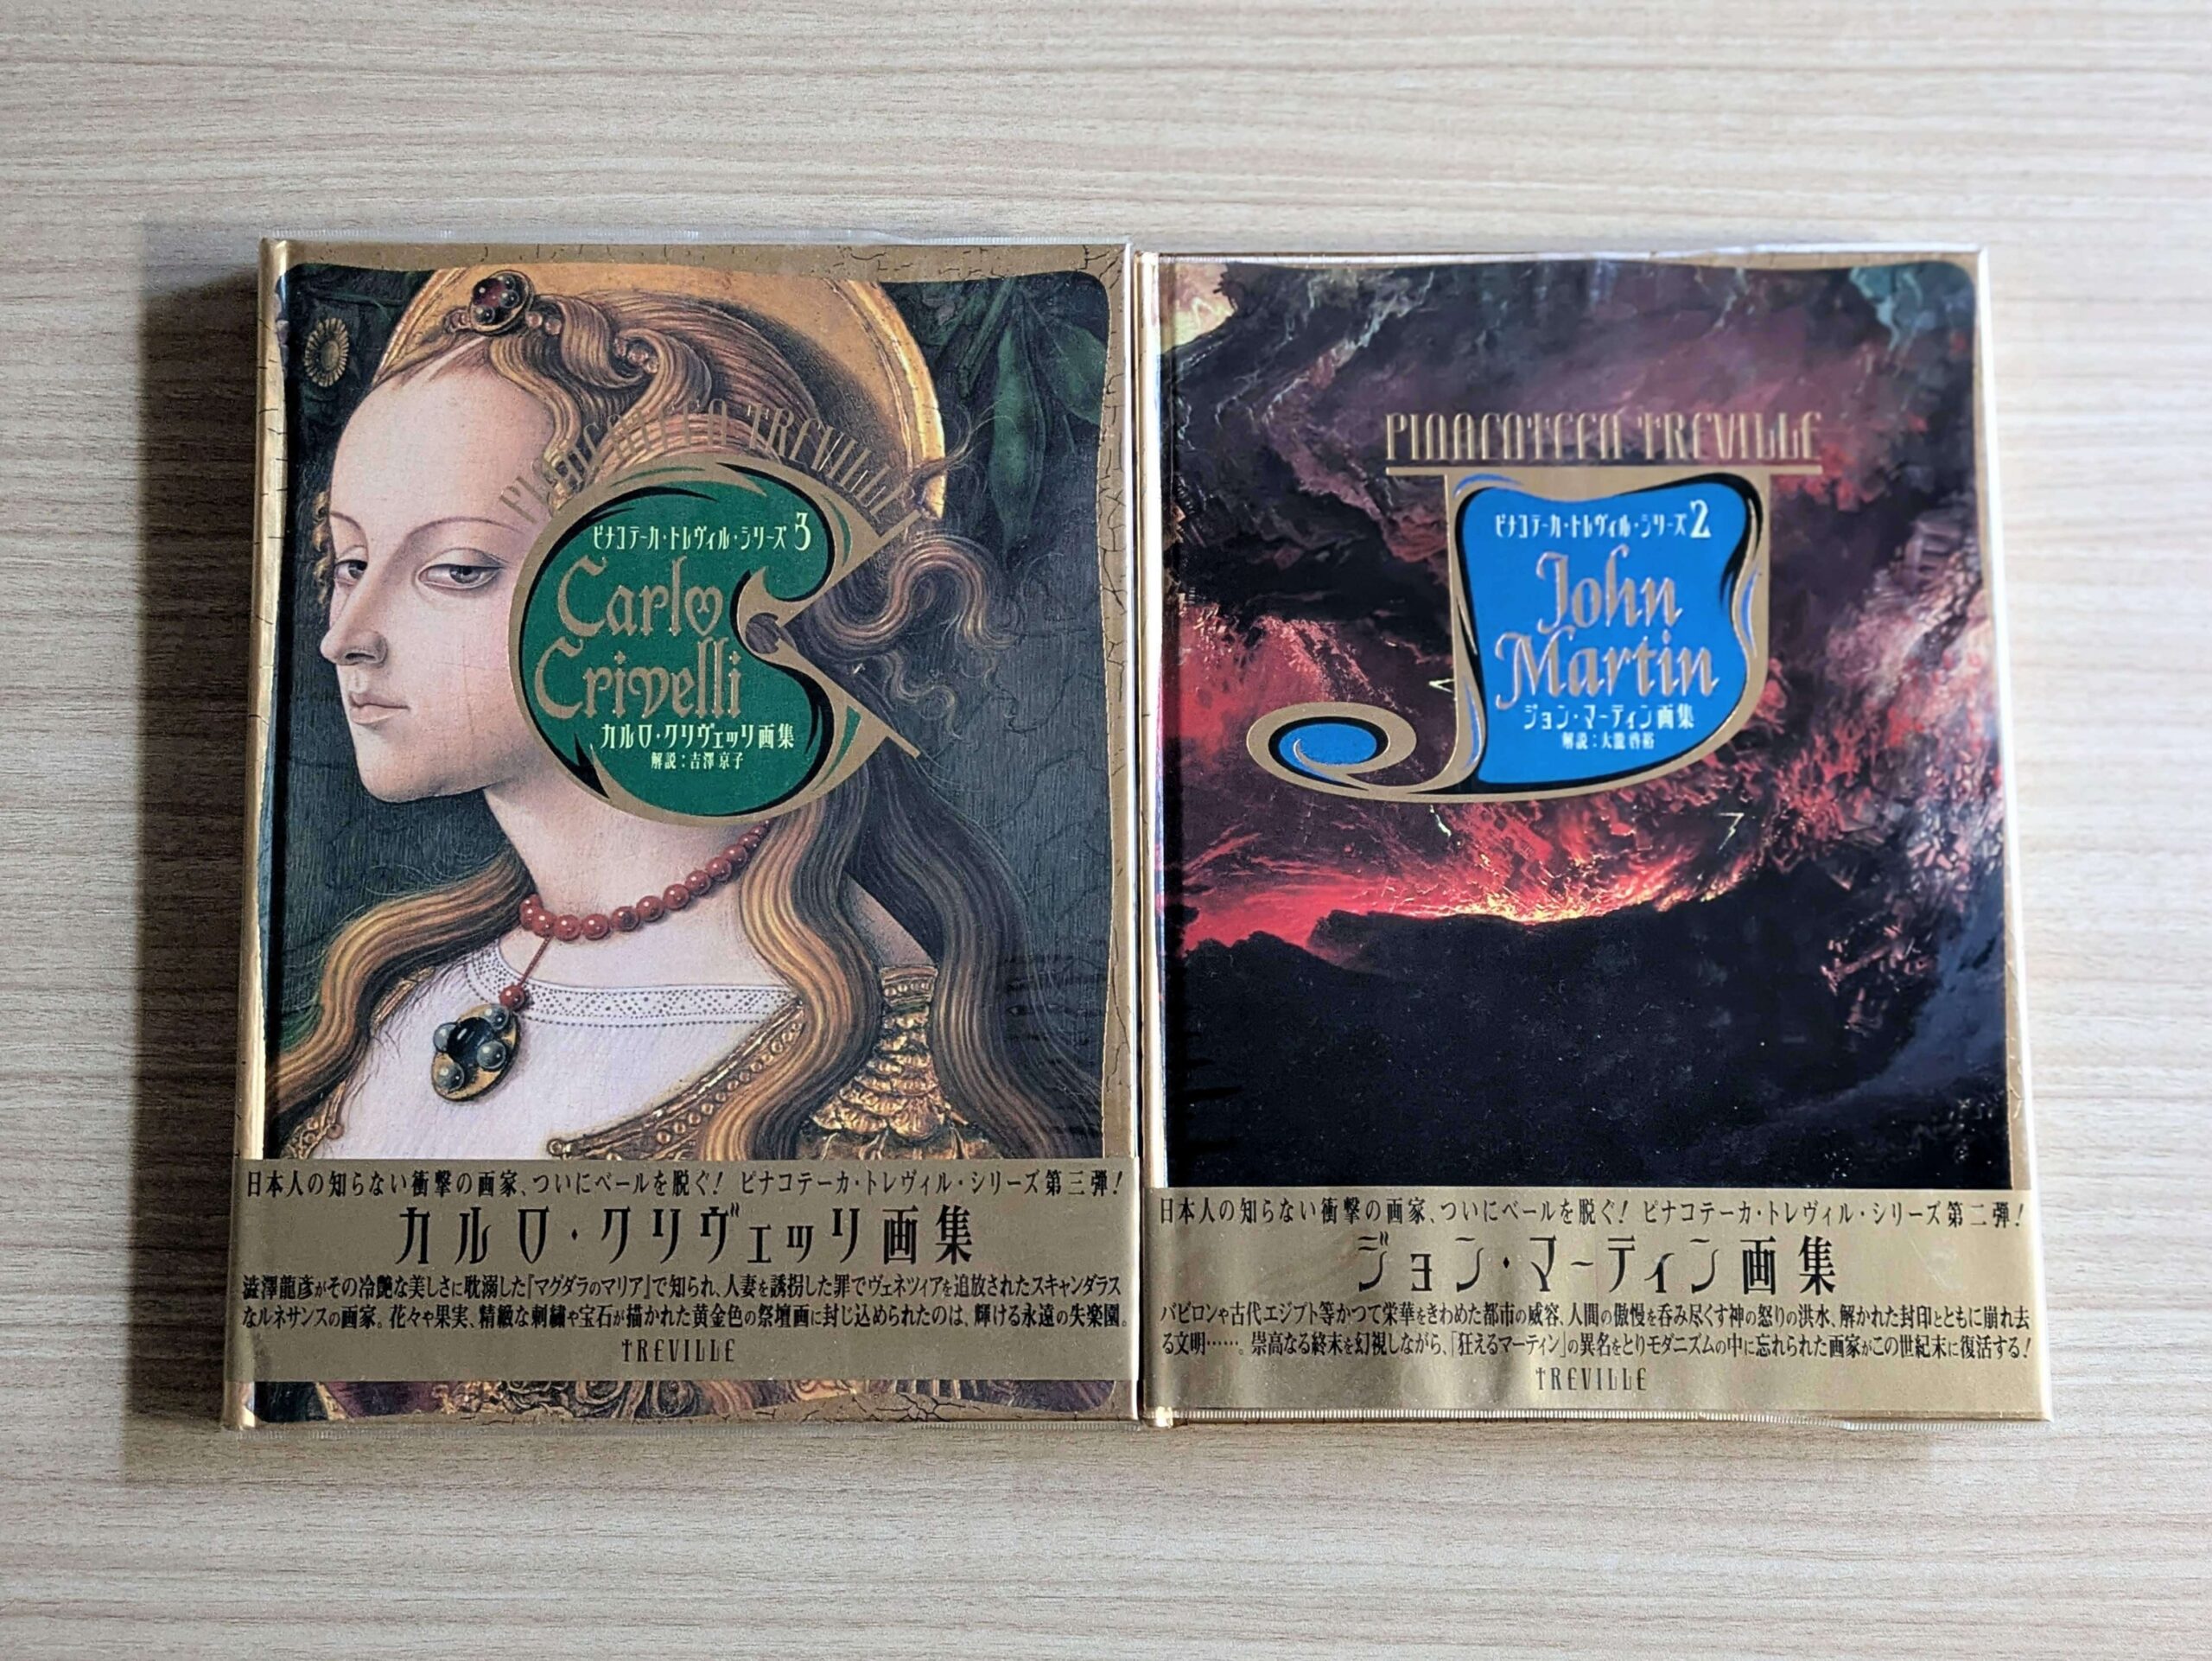 PINACOTECA TREVILLE
ピナコテーカ・トレヴィル・シリーズ3
Carlo
Crivelli
カルロ・クリヴェッリ画集
解説：吉澤京子
日本人の知らない衝撃の画家、ついにベールを脱ぐ！ ピナコテーカ・トレヴィル・シリーズ第三弾！
カルロ・クリヴェッリ画集
澁澤龍彦がその冷艶な美しさに耽溺した『マグダラのマリア』で知られ、人妻を誘拐した罪でヴェネツィアを追放されたスキャンダラス
なルネサンスの画家。花々や果実、精緻な刺繍や宝石が描かれた黄金色の祭壇画に封じ込められたのは、輝ける永遠の失楽園。
TREVILLE
PINACOTECA TREVILLE
ピナコテーカ・トレヴィル・シリーズ2
John
Martin
ジョン・マーティン画集
解説：大瀧啓裕
日本人の知らない衝撃の画家、ついにベールを脱ぐ！ ピナコテーカ・トレヴィル・シリーズ第二弾！
ジョン・マーティン画集
バビロンや古代エジプト等かつて栄華をきわめた都市の威容、人間の傲慢を呑み尽くす神の怒りの洪水、解かれた封印とともに崩れ去
る文明……。崇高なる終末を幻視しながら、「狂えるマーティン」の異名をとりモダニズムの中に忘れられた画家がこの世紀末に復活する！
TREVILLE